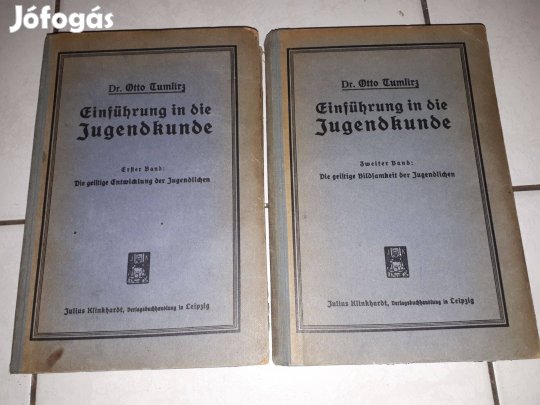 Jófogás
Dr. Otto Tumlirz
Einführung in die
Jugendkunde
Erster Band:
Die geistige Entwicklung der Jugendlichen
Julius Klinkhardt, Verlagsbuchhandlung in Leipzig
Dr. Otto Tumlirz
Einführung in die
Jugendkunde
Zweiter Band:
Die geistige Bildsamkeit der Jugendlichen
Julius Klinkhardt, Verlagsbuchhandlung in Leipzig